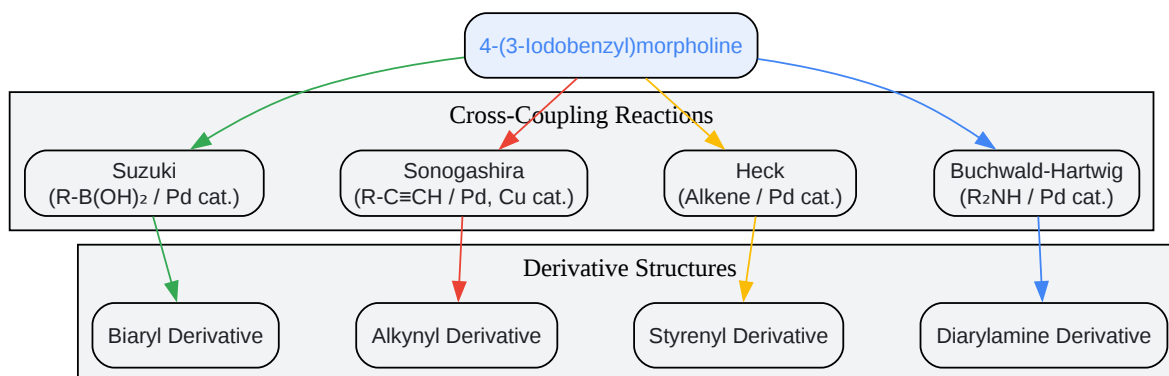 4-(3-Iodobenzyl)morpholine
Cross-Coupling Reactions
Suzuki
(R-B(OH)₂ / Pd cat.)
Sonogashira
(R-C≡CH / Pd, Cu cat.)
Heck
(Alkene / Pd cat.)
Buchwald-Hartwig
(R₂NH / Pd cat.)
Derivative Structures
Biaryl Derivative
Alkynyl Derivative
Styrenyl Derivative
Diarylamine Derivative